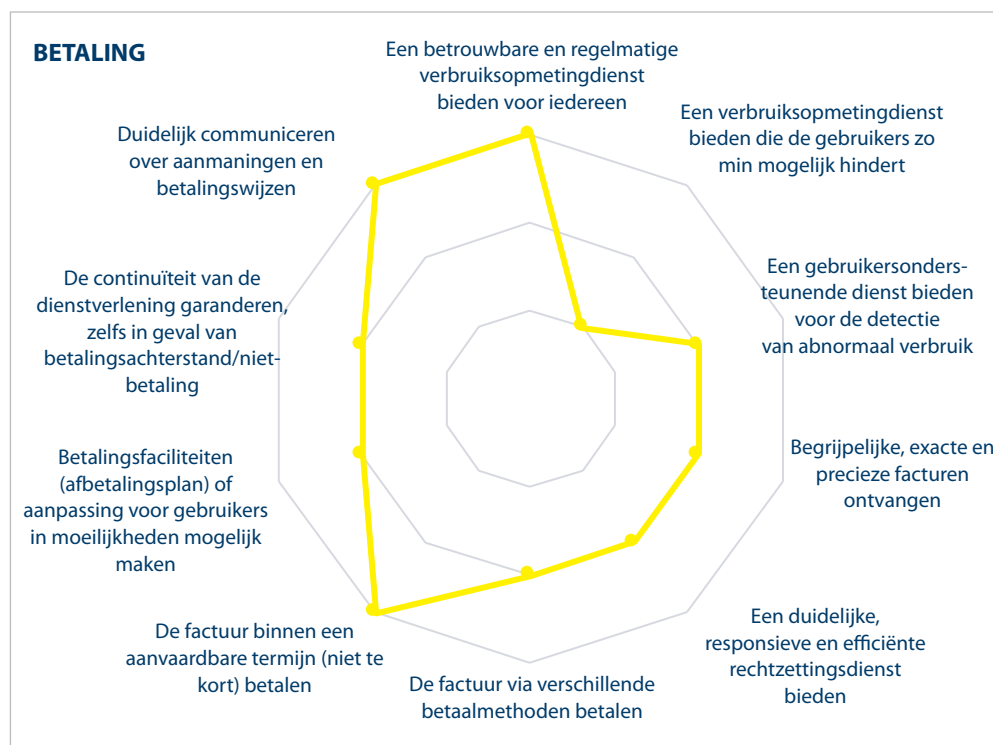 BETALING
Een betrouwbare en regelmatige
verbruiksopmetingdienst
bieden voor iedereen
Een verbruiksopmetingdienst
bieden die de gebruikers zo
min mogelijk hindert
Een gebruikersonders-
steunende dienst bieden
voor de detectie
van abnormaal verbruik
Begrijpelijke, exacte en
precieze facturen
ontvangen
Een duidelijke,
responsieve en efficiënte
rechtzettingsdienst
bieden
De factuur via verschillende
betaalmethoden betalen
De factuur binnen een
aanvaardbare termijn (niet te
kort) betalen
Betalingsfaciliteiten
(afbetalingsplan) of
aanpassing voor gebruikers
in moeilijkheden mogelijk
maken
De continuïteit van de
dienstverlening garanderen,
zelfs in geval van
betalingsachterstand/niet-
betaling
Duidelijk communiceren
over aanmaningen en
betalingswijzen